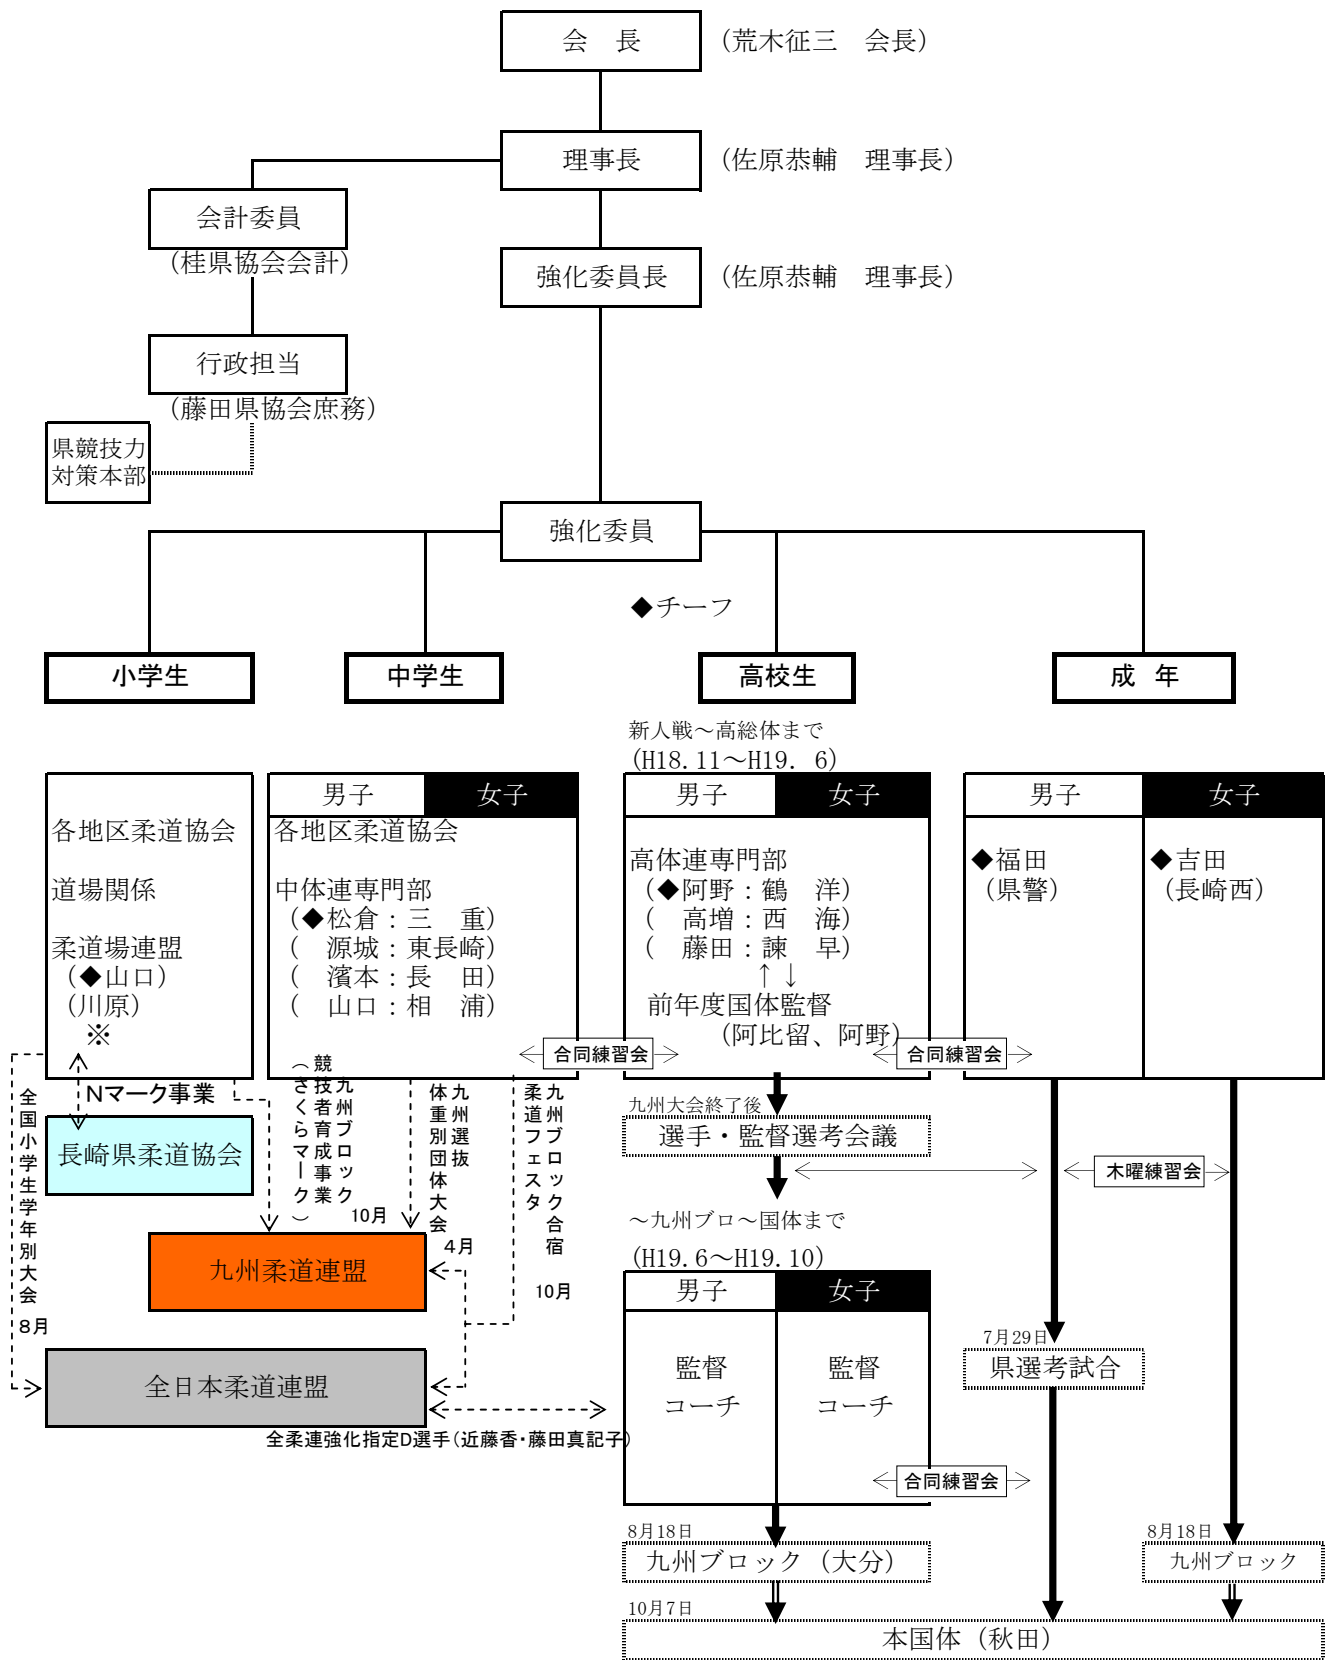 会　長
(荒木征三　会長)
理事長
(佐原恭輔　理事長)
会計委員
(桂県協会会計)
強化委員長
(佐原恭輔　理事長)
行政担当
(藤田県協会庶務)
県競技力
対策本部
強化委員
◆チーフ
小学生
中学生
高校生
成 年
新人戦～高総体まで
(H18.11～H19. 6)
各地区柔道協会
道場関係
柔道場連盟
(◆山口)
(川原)
※
男子
女子
各地区柔道協会
中体連専門部
(◆松倉：三　重)
(　源城：東長崎)
(　濱本：長　田)
(　山口：相　浦)
男子
女子
高体連専門部
(◆阿野：鶴　洋)
(　高増：西　海)
(　藤田：諫　早)
↑↓
前年度国体監督
(阿比留、阿野)
男子
女子
◆福田
(県警)
◆吉田
(長崎西)
合同練習会
合同練習会
全国小学生学年別大会
8月
Nマーク事業
長崎県柔道協会
九州ブロック
競技者育成事業
(さくらマーク)
10月
九州選抜
体重別団体大会
4月
九州ブロック合宿
柔道フェスタ
10月
九州大会終了後
選手・監督選考会議
木曜練習会
九州柔道連盟
全日本柔道連盟
全柔連強化指定D選手(近藤香・藤田真記子)
～九州ブロ～国体まで
(H19.6～H19.10)
男子
女子
監督
コーチ
監督
コーチ
7月29日
県選考試合
合同練習会
8月18日
九州ブロック（大分）
8月18日
九州ブロック
10月7日
本国体（秋田）